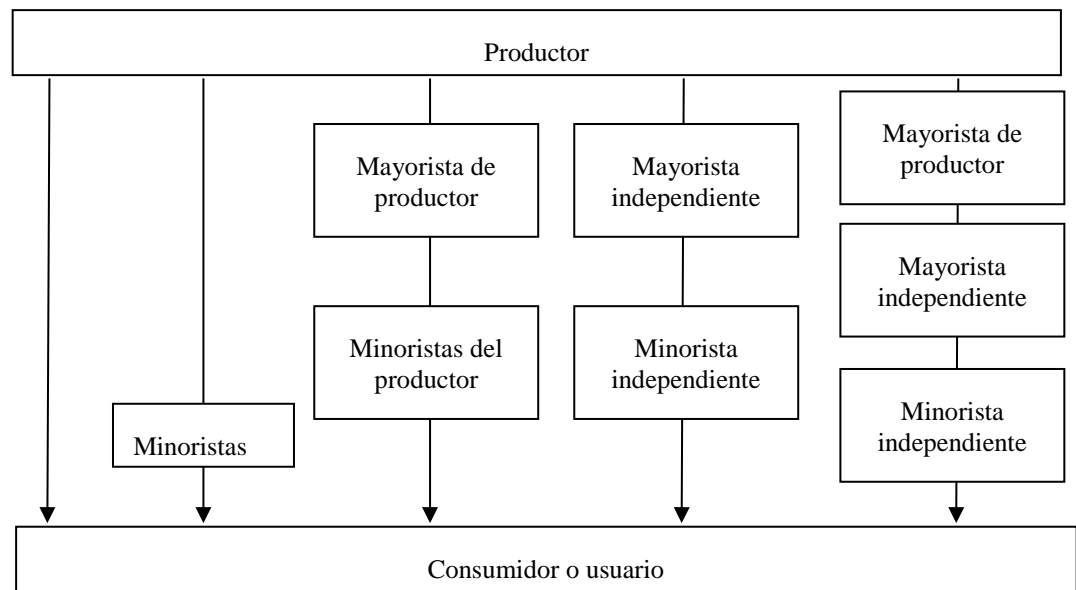 Productor
Mayorista de
productor
Minoristas del
productor
Mayorista
independiente
Minorista
independiente
Mayorista de
productor
Mayorista
independiente
Minorista
independiente
Minoristas
Consumidor o usuario